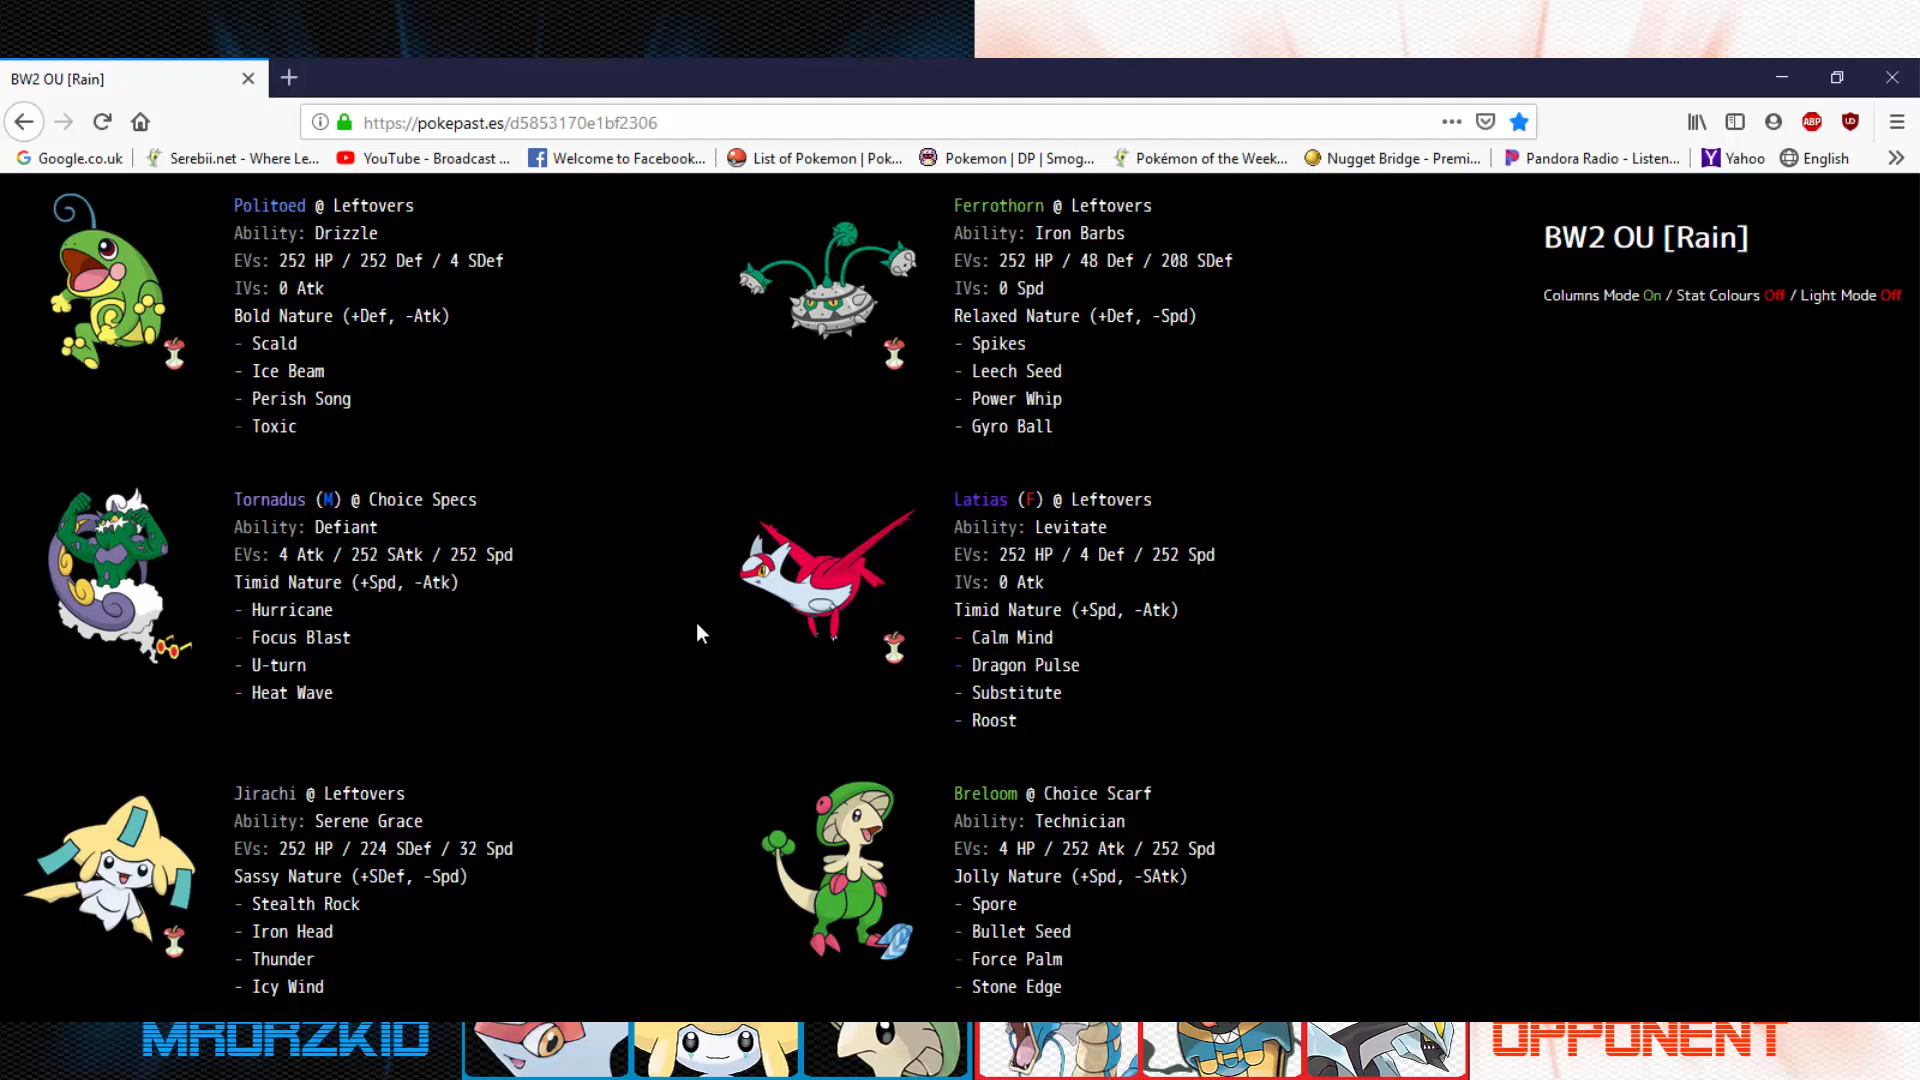 BW2 OU [Rain]
https://pokepast.es/d5853170e1bf2306
Google.co.uk
Serebii.net - Where Le...
YouTube - Broadcast ...
Welcome to Facebook...
List of Pokemon | Pok...
Pokemon | DP | Smog...
Pokémon of the Week...
Nugget Bridge - Premi...
Pandora Radio - Listen...
Yahoo
English
ABP
Politoed @ Leftovers
Ability: Drizzle
EVs: 252 HP / 252 Def / 4 SDef
IVs: 0 Atk
Bold Nature (+Def, -Atk)
- Scald
- Ice Beam
- Perish Song
- Toxic
Ferrothorn @ Leftovers
Ability: Iron Barbs
EVs: 252 HP / 48 Def / 208 SDef
IVs: 0 Spd
Relaxed Nature (+Def, -Spd)
- Spikes
- Leech Seed
- Power Whip
- Gyro Ball
BW2 OU [Rain]
Columns Mode On / Stat Colours Off / Light Mode Off
Tornadus (M) @ Choice Specs
Ability: Defiant
EVs: 4 Atk / 252 SAtk / 252 Spd
Timid Nature (+Spd, -Atk)
- Hurricane
- Focus Blast
- U-turn
- Heat Wave
Latias (F) @ Leftovers
Ability: Levitate
EVs: 252 HP / 4 Def / 252 Spd
IVs: 0 Atk
Timid Nature (+Spd, -Atk)
- Calm Mind
- Dragon Pulse
- Substitute
- Roost
Jirachi @ Leftovers
Ability: Serene Grace
EVs: 252 HP / 224 SDef / 32 Spd
Sassy Nature (+SDef, -Spd)
- Stealth Rock
- Iron Head
- Thunder
- Icy Wind
Breloom @ Choice Scarf
Ability: Technician
EVs: 4 HP / 252 Atk / 252 Spd
Jolly Nature (+Spd, -SAtk)
- Spore
- Bullet Seed
- Force Palm
- Stone Edge
MRDRZKID
OPPONENT